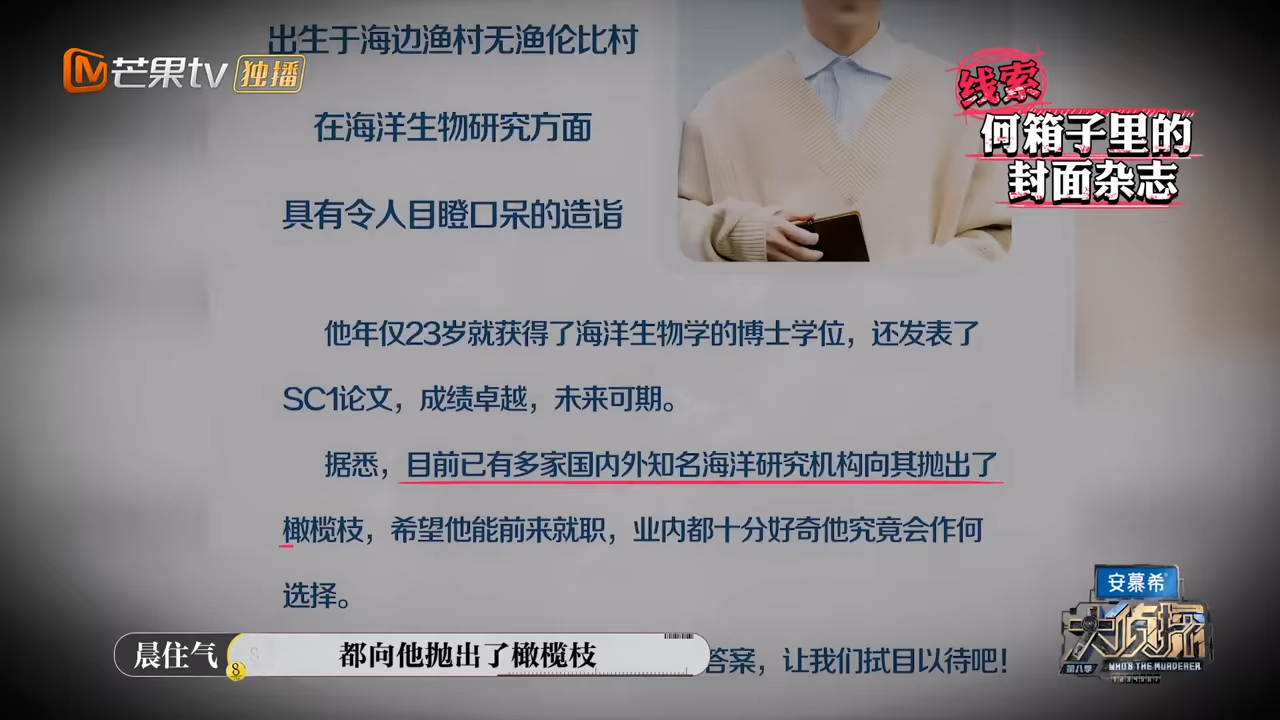 出生于海边渔村无渔伦比村
芒果tv 独播
线索
何箱子里的
封面杂志
在海洋生物研究方面
具有令人目瞪口呆的造诣
他年仅23岁就获得了海洋生物学的博士学位，还发表了
SC1论文，成绩卓越，未来可期。
据悉，目前已有多家国内外知名海洋研究机构向其抛出了
橄榄枝，希望他能前来就职，业内都十分好奇他究竟会作何
选择。
答案，让我们拭目以待吧！
晨住气 8 都向他抛出了橄榄枝
安慕希
大侦探
第八季 WHO'S THE MURDERER